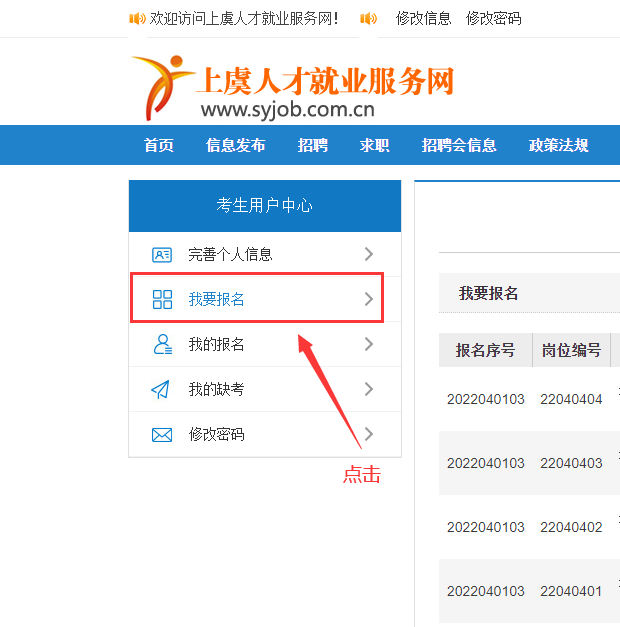 欢迎访问上虞人才就业服务网！ 修改信息 修改密码
上虞人才就业服务网
www.syjob.com.cn
首页 信息发布 招聘 求职 招聘会信息 政策法规
考生用户中心
完善个人信息
我要报名
我的报名
我的缺考
修改密码
点击
我要报名
报名序号 岗位编号
2022040103 22040404
2022040103 22040403
2022040103 22040402
2022040103 22040401